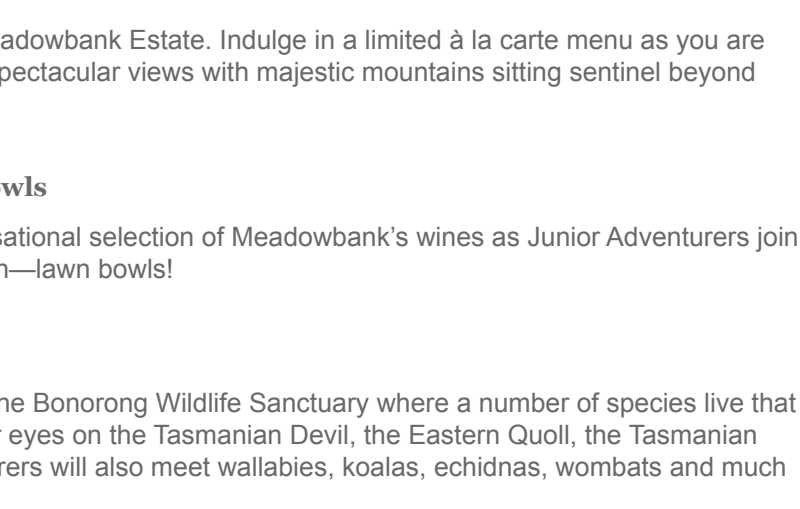 adowbank Estate. Indulge in a limited à la carte menu as you are
pectacular views with majestic mountains sitting sentinel beyond
owls
sational selection of Meadowbank’s wines as Junior Adventurers join
n—lawn bowls!
he Bonorong Wildlife Sanctuary where a number of species live that
r eyes on the Tasmanian Devil, the Eastern Quoll, the Tasmanian
rers will also meet wallabies, koalas, echidnas, wombats and much